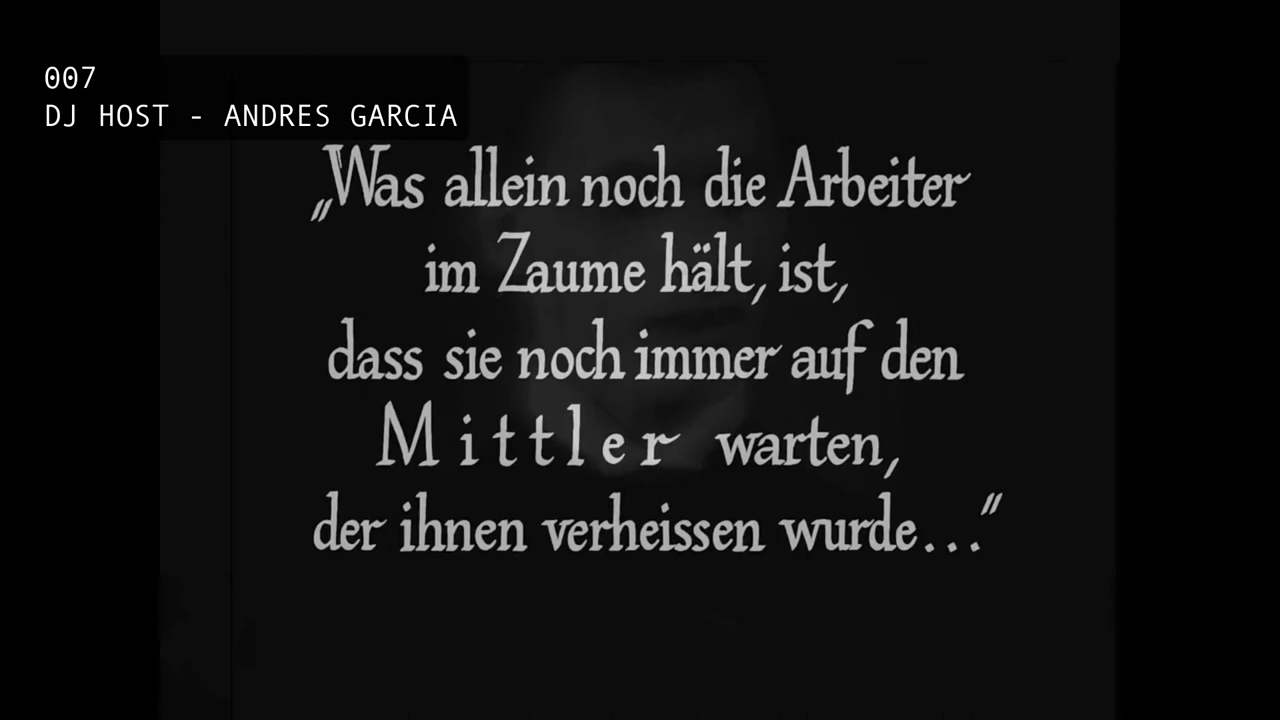 007
DJ HOST - ANDRES GARCIA
„Was allein noch die Arbeiter
im Zaume hält, ist,
dass sie noch immer auf den
Mittler warten,
der ihnen verheissen wurde...“